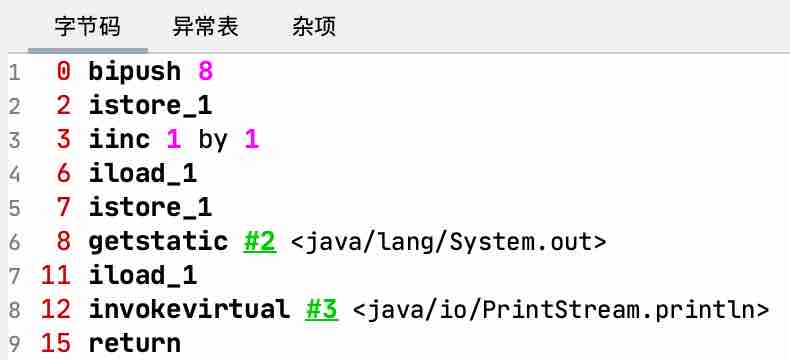 字节码 异常表 杂项
1 0 bipush 8
2 2 istore_1
3 3 iinc 1 by 1
4 6 iload_1
5 7 istore_1
6 8 getstatic #2 <java/lang/System.out>
7 11 iload_1
8 12 invokevirtual #3 <java/io/PrintStream.println>
9 15 return